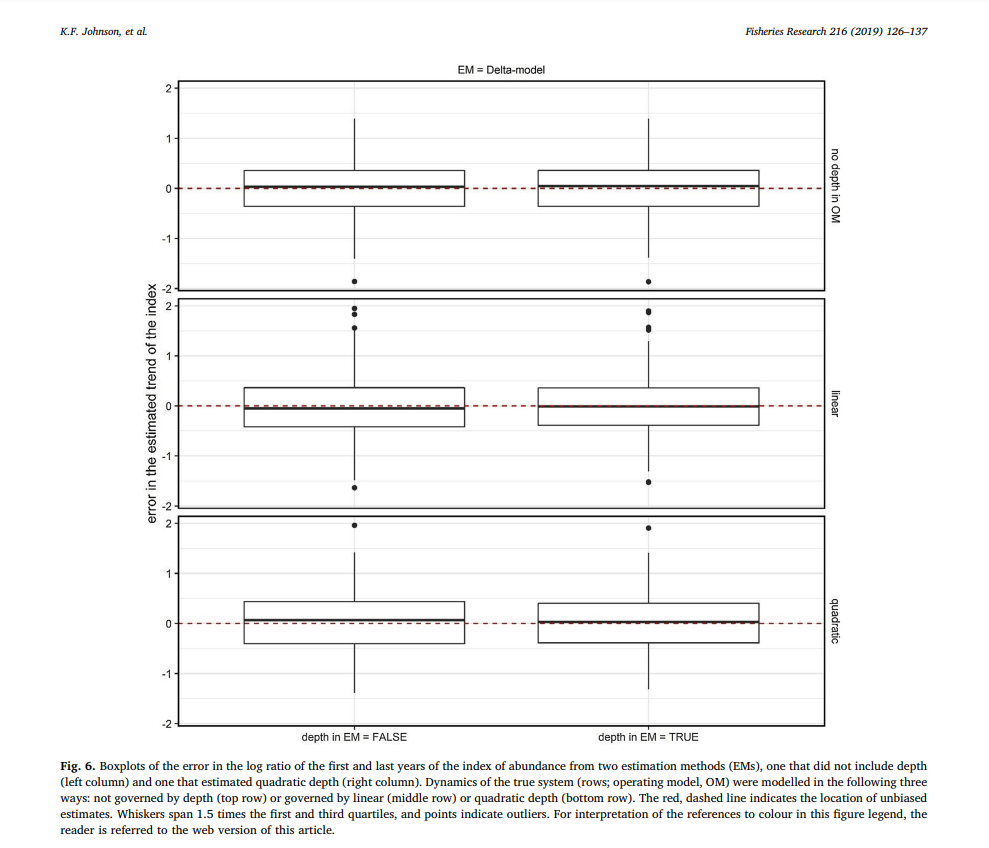 K.F. Johnson, et al.
Fisheries Research 216 (2019) 126–137
EM = Delta-model
2
1
0
-1
-2
no depth in OM
error in the estimated trend of the index
2
1
0
-1
-2
linear
2
1
0
-1
-2
quadratic
depth in EM = FALSE
depth in EM = TRUE
Fig. 6. Boxplots of the error in the log ratio of the first and last years of the index of abundance from two estimation methods (EMs), one that did not include depth
(left column) and one that estimated quadratic depth (right column). Dynamics of the true system (rows; operating model, OM) were modelled in the following three
ways: not governed by depth (top row) or governed by linear (middle row) or quadratic depth (bottom row). The red, dashed line indicates the location of unbiased
estimates. Whiskers span 1.5 times the first and third quartiles, and points indicate outliers. For interpretation of the references to colour in this figure legend, the
reader is referred to the web version of this article.